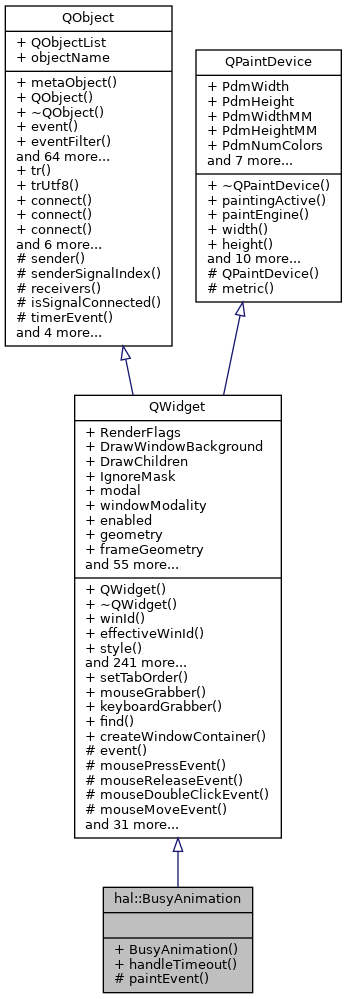 QObject
+ QObjectList
+ objectName
+ metaObject()
+ QObject()
+ ~QObject()
+ event()
+ eventFilter()
and 64 more...
+ tr()
+ trUtf8()
+ connect()
+ connect()
+ connect()
and 6 more...
# sender()
# senderSignalIndex()
# receivers()
# isSignalConnected()
# timerEvent()
and 4 more...
QPaintDevice
+ PdmWidth
+ PdmHeight
+ PdmWidthMM
+ PdmHeightMM
+ PdmNumColors
and 7 more...
+ ~QPaintDevice()
+ paintingActive()
+ paintEngine()
+ width()
+ height()
and 10 more...
# QPaintDevice()
# metric()
QWidget
+ RenderFlags
+ DrawWindowBackground
+ DrawChildren
+ IgnoreMask
+ modal
+ windowModality
+ enabled
+ geometry
+ frameGeometry
and 55 more...
+ QWidget()
+ ~QWidget()
+ winId()
+ effectiveWinId()
+ style()
and 241 more...
+ setTabOrder()
+ mouseGrabber()
+ keyboardGrabber()
+ find()
+ createWindowContainer()
# event()
# mousePressEvent()
# mouseReleaseEvent()
# mouseDoubleClickEvent()
# mouseMoveEvent()
and 31 more...
hal::BusyAnimation
+ BusyAnimation()
+ handleTimeout()
# paintEvent()